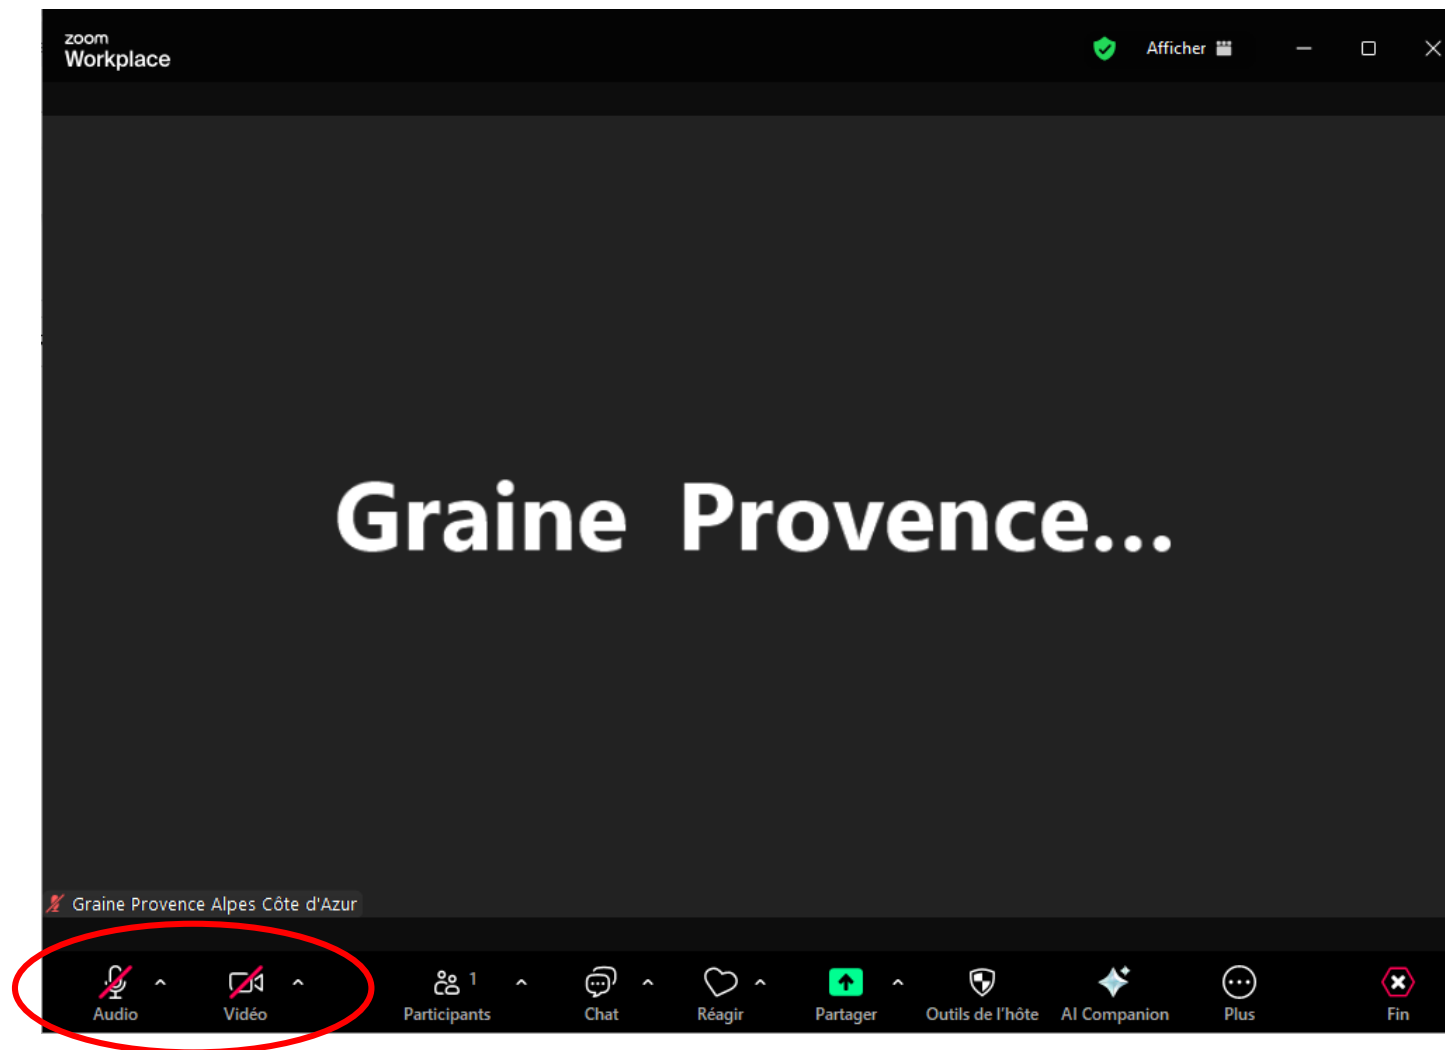 zoom
Workplace
Afficher
Graine Provence...
Graine Provence Alpes Côte d'Azur
Audio
Vidéo
1
Participants
Chat
Réagir
Partager
Outils de l'hôte
AI Companion
Plus
Fin